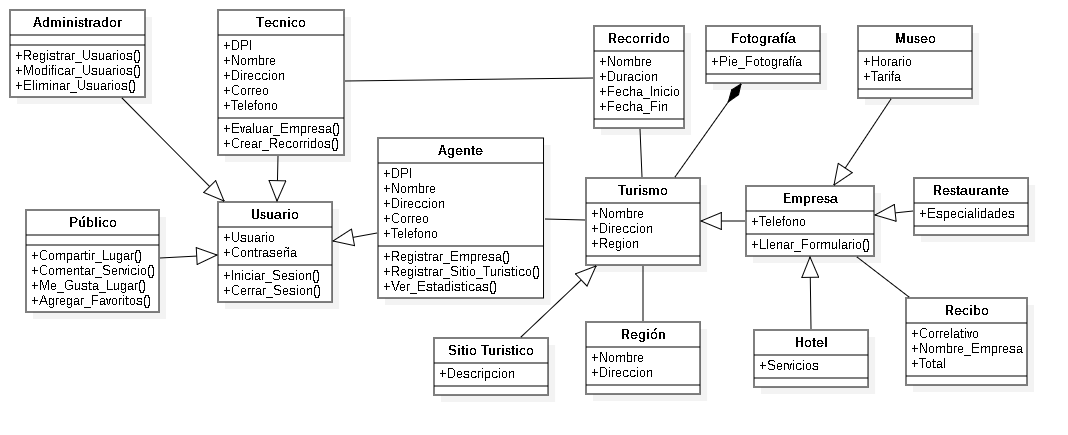 Administrador
+Registrar_Usuarios()
+Modificar_Usuarios()
+Eliminar_Usuarios()
Tecnico
+DPI
+Nombre
+Direccion
+Correo
+Telefono
+Evaluar_Empresa()
+Crear_Recorridos()
Recorrido
+Nombre
+Duracion
+Fecha_Inicio
+Fecha_Fin
Fotografía
+Pie_Fotografía
Museo
+Horario
+Tarifa
Agente
+DPI
+Nombre
+Direccion
+Correo
+Telefono
+Registrar_Empresa()
+Registrar_Sitio_Turistico()
+Ver_Estadisticas()
Turismo
+Nombre
+Direccion
+Region
Empresa
+Telefono
+Llenar_Formulario()
Restaurante
+Especialidades
Público
+Compartir_Lugar()
+Comentar_Servicio()
+Me_Gusta_Lugar()
+Agregar_Favoritos()
Usuario
+Usuario
+Contraseña
+Iniciar_Sesion()
+Cerrar_Sesion()
Sitio Turistico
+Descripcion
Región
+Nombre
+Direccion
Hotel
+Servicios
Recibo
+Correlativo
+Nombre_Empresa
+Total